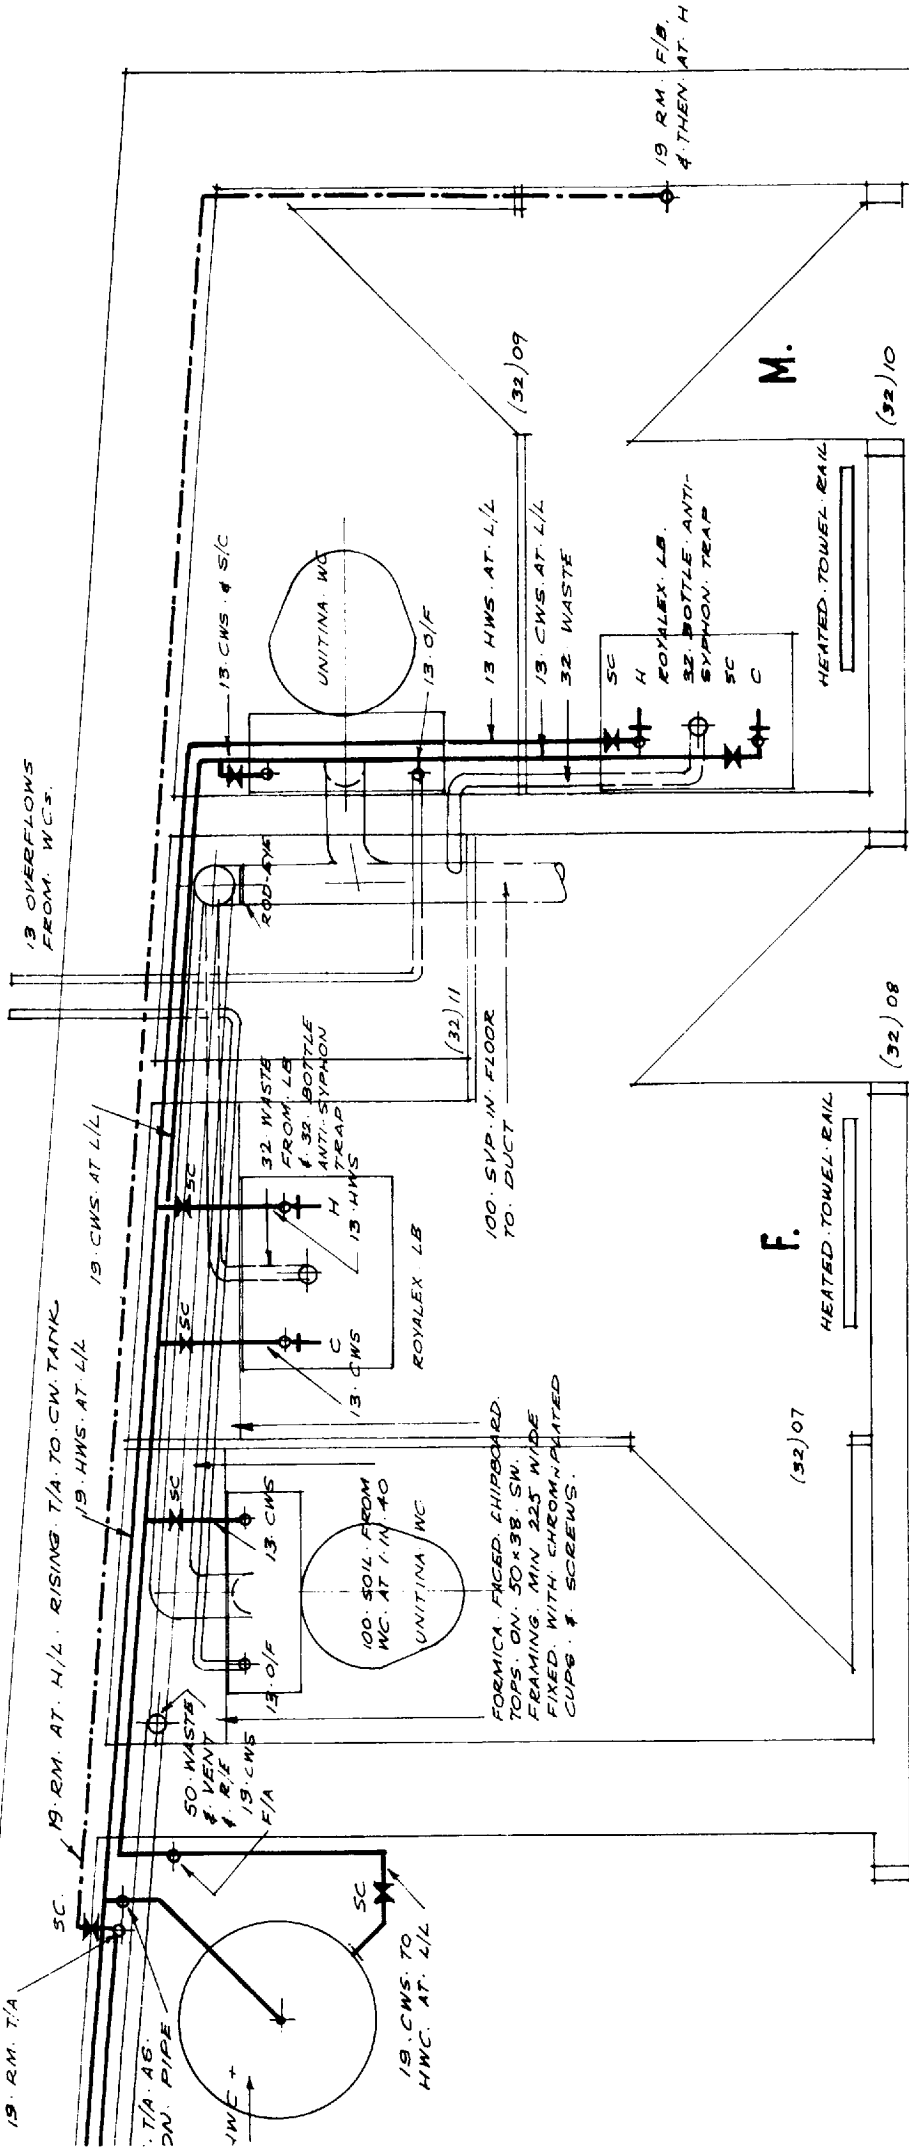 19 RM. F/B.
& THEN AT H
13 OVERFLOWS
FROM W C's.
13 CWS & S/C
UNITINA WC
13 O/F
(32)09
13 HWS AT L/L
13 CWS AT L/L
32 WASTE
SC
H
ROYALEX LB.
32 BOTTLE ANTI-
SYPHON TRAP
SC
C
M.
(32)10
HEATED TOWEL RAIL
ROD-EYE
19 CWS AT L/L
(32)11
32 WASTE
FROM LB
& 32 BOTTLE
ANTI-SYPHON
TRAP
SC
H
13 HWS
SC
C
13 CWS
ROYALEX LB
100 SVP IN FLOOR
TO DUCT
F.
(32)08
HEATED TOWEL RAIL
(32)07
19 RM. AT H/L RISING T/A TO CW TANK
19 HWS AT L/L
SC
13 CWS
100 SOIL FROM
WC AT 1 IN 40
UNITINA WC
13 O/F
FORMICA FACED CHIPBOARD
TOPS ON 50x38 SW.
FRAMING MIN 225 WIDE
FIXED WITH CHROM. PLATED
CUPS & SCREWS.
50 WASTE
& VENT
& R/E
19 CWS
F/A
SC
SC
19 RM. T/A
T/A AS
PIPE
19 CWS TO
HWC. AT L/L